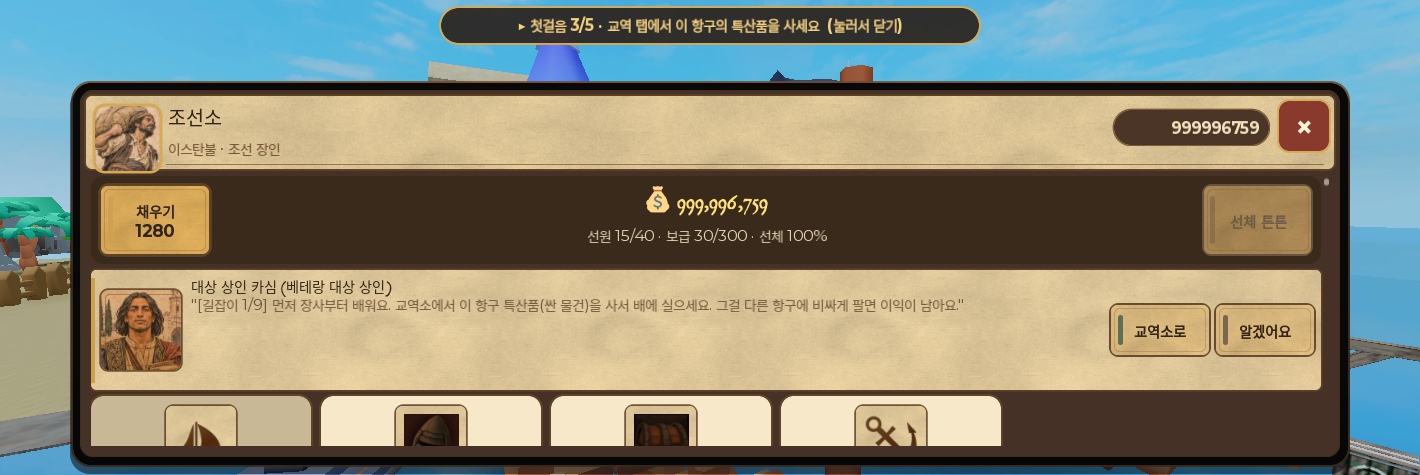 ▸ 첫걸음 3/5 · 교역 탭에서 이 항구의 특산품을 사세요 (눌러서 닫기)
조선소
이스탄불 · 조선 장인
999996759
×
채우기
1280
999,996,759
선원 15/40 · 보급 30/300 · 선체 100%
선체 튼튼
대상 상인 카심 (베테랑 대상 상인)
"[길잡이 1/9] 먼저 장사부터 배워요. 교역소에서 이 항구 특산품(싼 물건)을 사서 배에 실으세요. 그걸 다른 항구에 비싸게 팔면 이익이 남아요."
교역소로
알겠어요